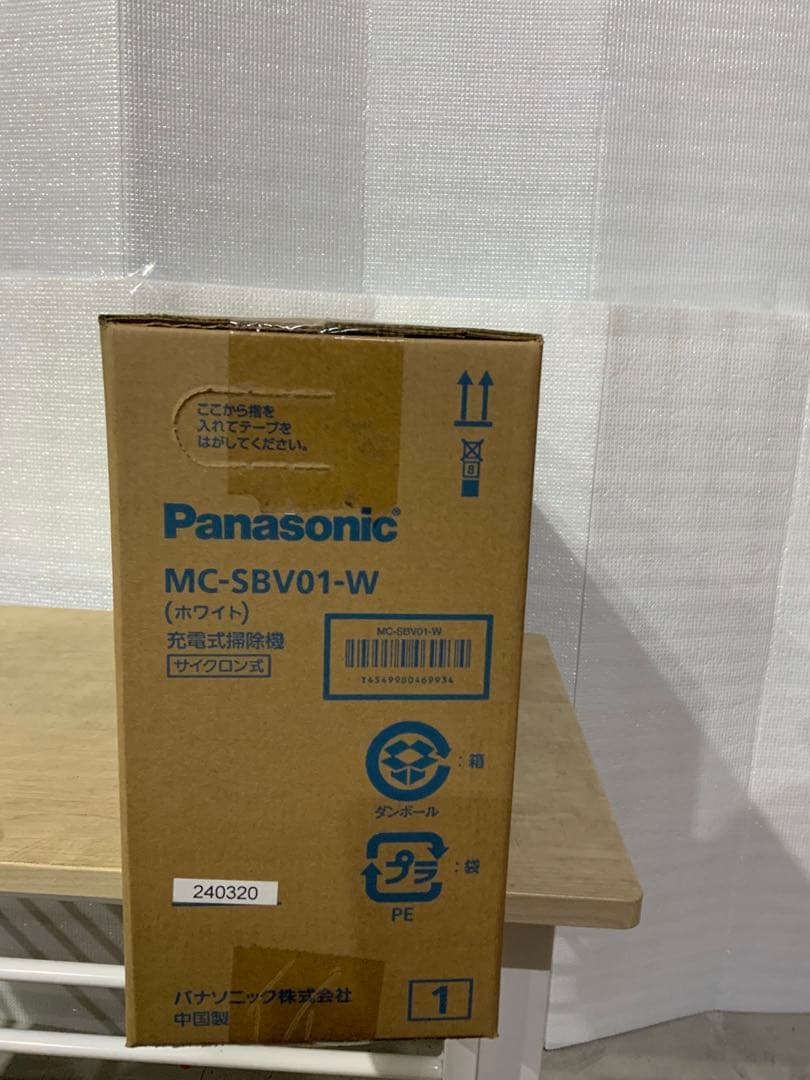 ここから指を
入れてテープを
はがしてください。
8
Panasonic®
MC-SBV01-W
(ホワイト)
充電式掃除機
サイクロン式
MC-SBV01-W
T4549980469934
:箱
ダンボール
プラ:袋
PE
240320
パナソニック株式会社
中国製
1